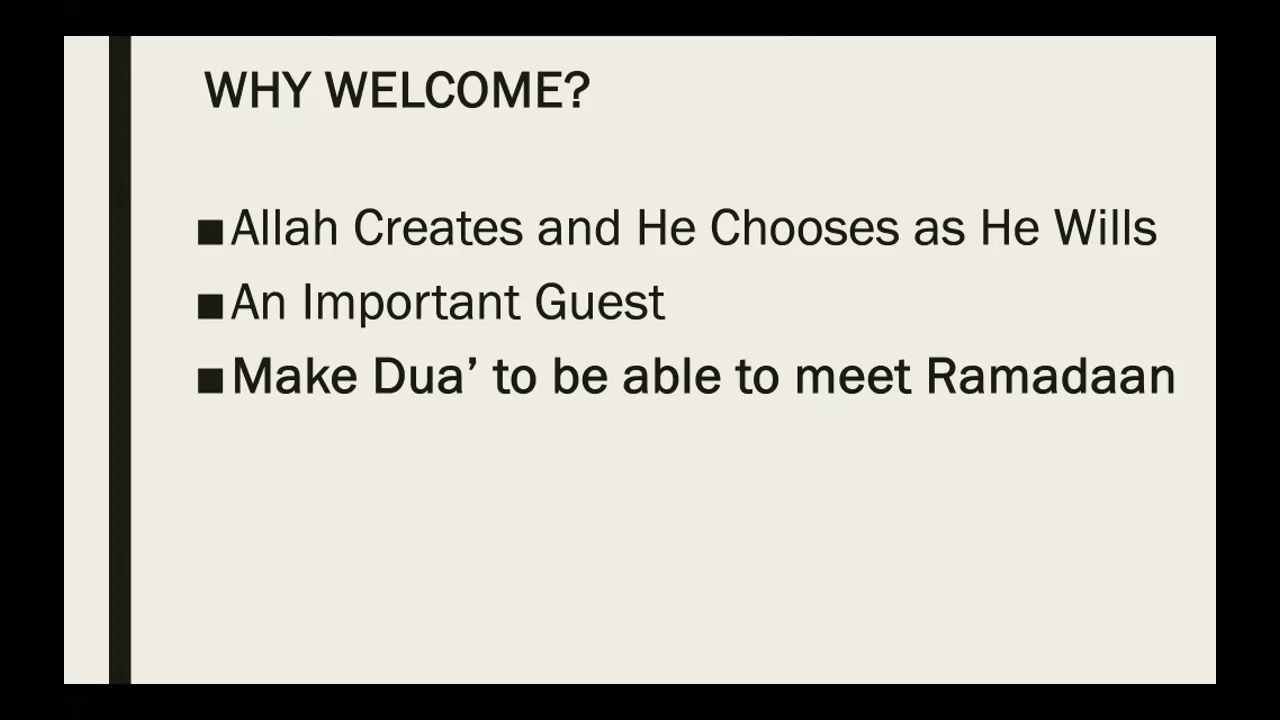 WHY WELCOME?
■Allah Creates and He Chooses as He Wills
■An Important Guest
■Make Dua’ to be able to meet Ramadaan